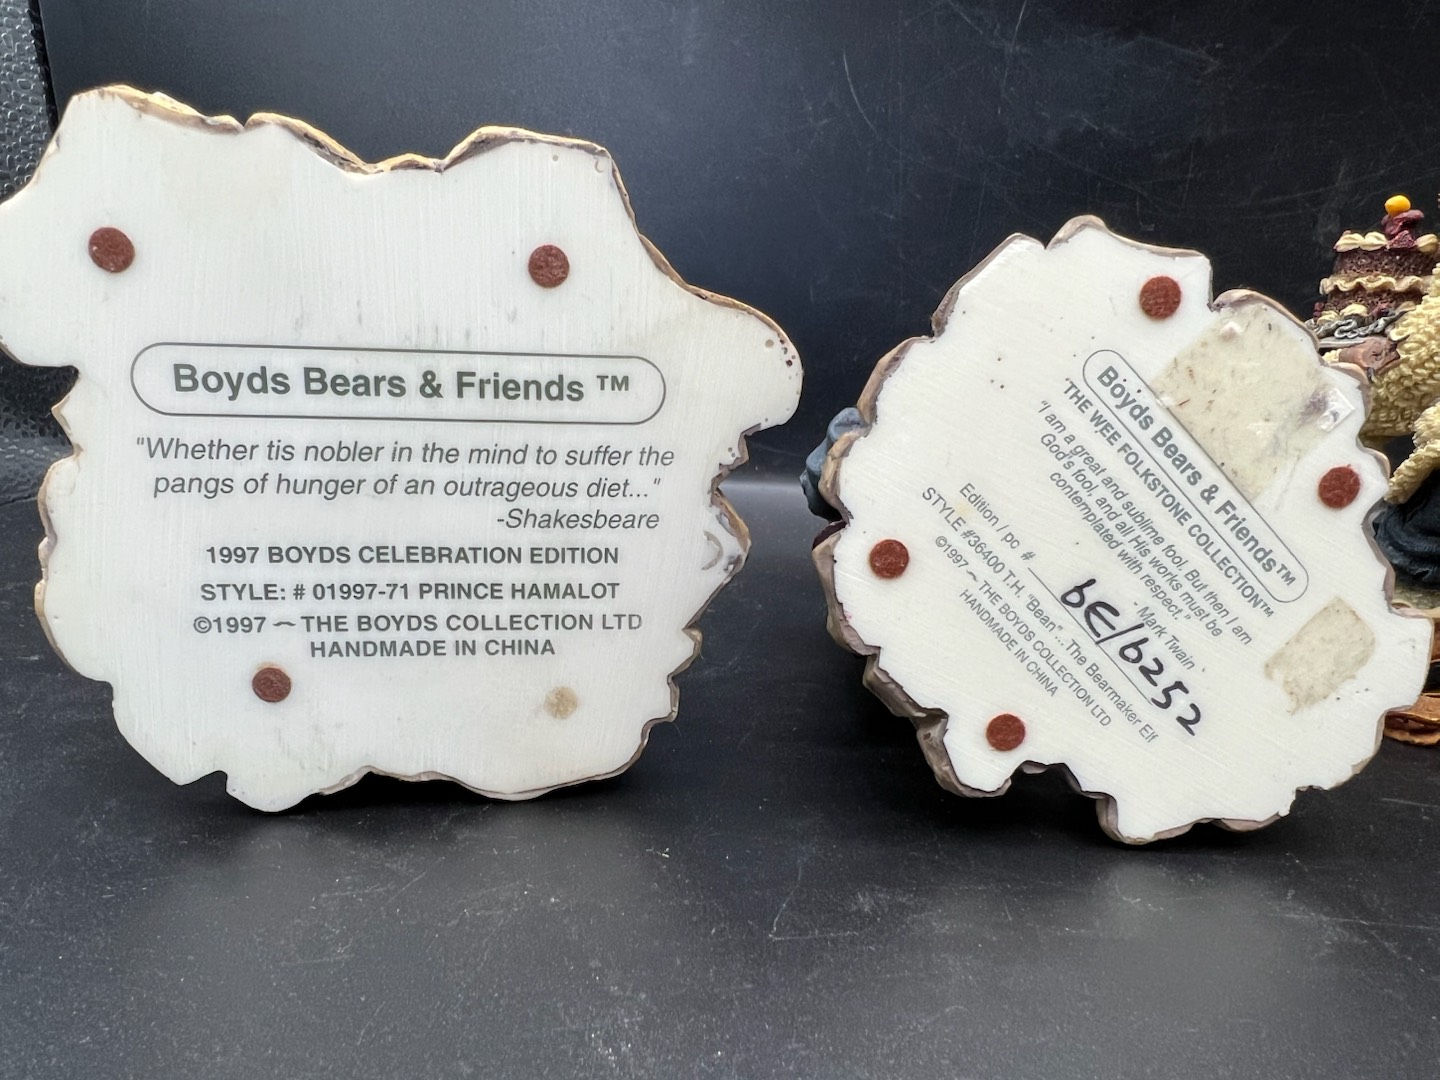 Boyds Bears & Friends ™
"Whether tis nobler in the mind to suffer the
pangs of hunger of an outrageous diet..."
-Shakesbeare
1997 BOYDS CELEBRATION EDITION
STYLE: # 01997-71 PRINCE HAMALOT
©1997 ~ THE BOYDS COLLECTION LTD
HANDMADE IN CHINA
Boyds Bears & Friends™
THE WEE FOLKSTONE COLLECTION™
"I am a great and sublime fool. But then I am
God's fool, and all His works must be
contemplated with respect."
- Mark Twain
Edition / pc # 6E/6252
STYLE #36400 T.H. "Bean"...The Bearmaker Elf
©1997 ~ THE BOYDS COLLECTION LTD
HANDMADE IN CHINA